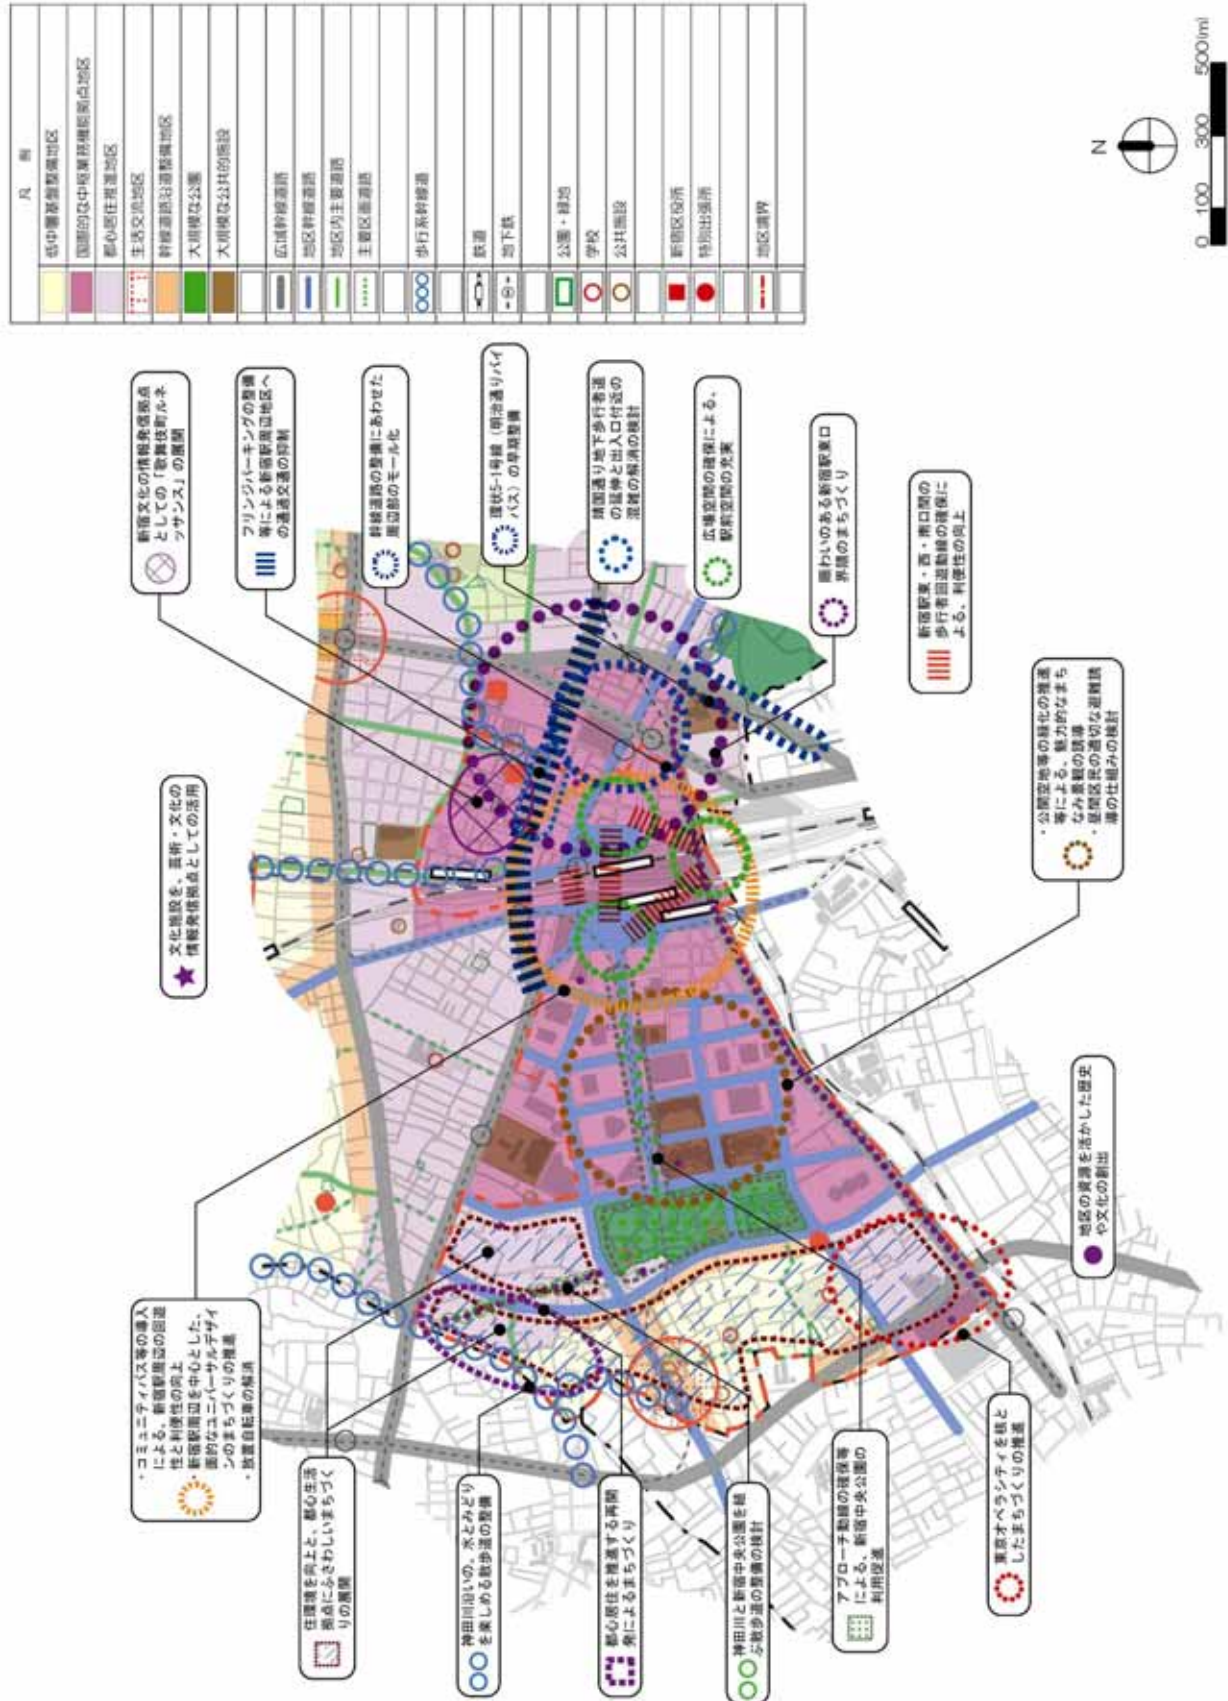 凡 例
低中層基盤整備地区
国際的な中枢業務機能拠点地区
都心居住推進地区
生活交流地区
幹線道路沿道整備地区
大規模な公園
大規模な公共的施設
広域幹線道路
地区幹線道路
地区内主要道路
主要区画道路
歩行系幹線道
鉄道
地下鉄
公園・緑地
学校
公共施設
新宿区役所
特別出張所
地区境界
N
0 100 300 500(m)
・コミュニティバス等の導入
による、新宿駅周辺の回遊
性と利便性の向上
・新宿駅周辺を中心とした、
面的なユニバーサルデザイ
ンのまちづくりの推進
・放置自転車の解消
文化施設を、芸術・文化の
情報発信拠点としての活用
新宿文化の情報発信拠点
としての「歌舞伎町ルネ
ッサンス」の展開
フリンジパーキングの整備
等による新宿駅周辺地区へ
の通過交通の抑制
幹線道路の整備にあわせた
周辺部のモール化
環状5-1号線(明治通りバイ
パス)の早期整備
靖国通り地下歩行者道
の延伸と出入口付近の
混雑の解消の検討
広場空間の確保による、
駅前空間の充実
賑わいのある新宿駅東口
界隈のまちづくり
新宿駅東・西・南口間の
歩行者回遊動線の確保に
よる、利便性の向上
住環境を向上と、都心生活
拠点にふさわしいまちづく
りの展開
神田川沿いの、水とみどり
を楽しめる散歩道の整備
都心居住を推進する再開
発によるまちづくり
神田川と新宿中央公園を結
ぶ散歩道の整備の検討
アプローチ動線の確保等
による、新宿中央公園の
利用促進
東京オペラシティを核と
したまちづくりの推進
地区の資源を活かした歴史
や文化の創出
・公開空地等の緑化の推進
等による、魅力的なまち
なみ景観の誘導
・昼間区民の適切な避難誘
導の仕組みの検討